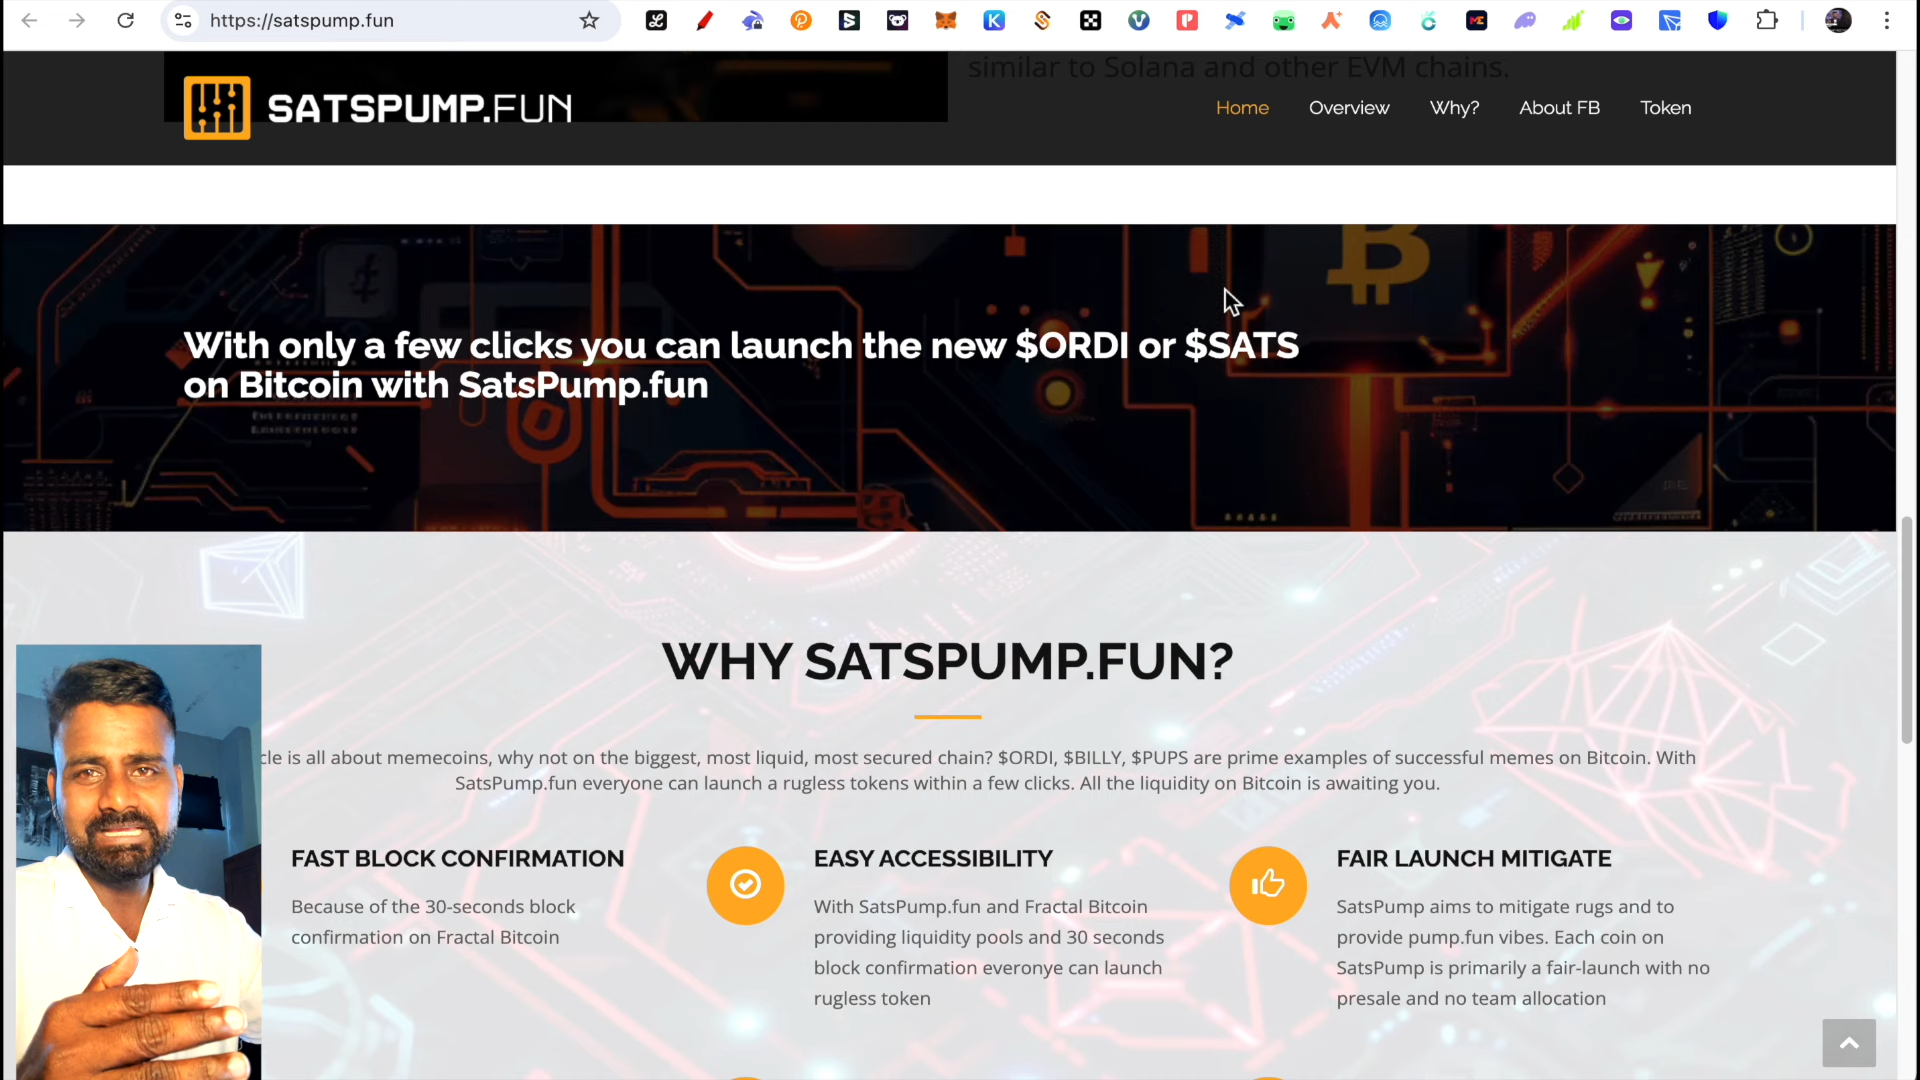 https://satspump.fun
similar to Solana and other EVM chains.
SATSPUMP.FUN
Home Overview Why? About FB Token
With only a few clicks you can launch the new $ORDI or $SATS
on Bitcoin with SatsPump.fun
WHY SATSPUMP.FUN?
cle is all about memecoins, why not on the biggest, most liquid, most secured chain? $ORDI, $BILLY, $PUPS are prime examples of successful memes on Bitcoin. With
SatsPump.fun everyone can launch a rugless tokens within a few clicks. All the liquidity on Bitcoin is awaiting you.
FAST BLOCK CONFIRMATION
Because of the 30-seconds block
confirmation on Fractal Bitcoin
EASY ACCESSIBILITY
With SatsPump.fun and Fractal Bitcoin
providing liquidity pools and 30 seconds
block confirmation everonye can launch
rugless token
FAIR LAUNCH MITIGATE
SatsPump aims to mitigate rugs and to
provide pump.fun vibes. Each coin on
SatsPump is primarily a fair-launch with no
presale and no team allocation